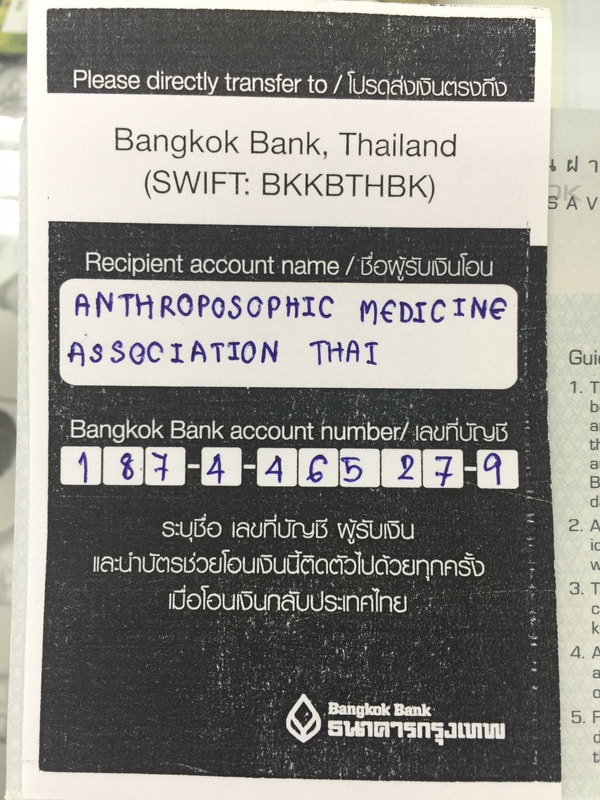 Please directly transfer to / โปรดส่งเงินตรงถึง
Bangkok Bank, Thailand
(SWIFT: BKKBTHBK)
Recipient account name / ชื่อผู้รับเงินโอน
ANTHROPOSOPHIC MEDICINE
ASSOCIATION THAI
Bangkok Bank account number/ เลขที่บัญชี
187-4-46527-9
ระบุชื่อ เลขที่บัญชี ผู้รับเงิน
และนำบัตรช่วยโอนเงินนี้ติดตัวไปด้วยทุกครั้ง
เมื่อโอนเงินกลับประเทศไทย
Bangkok Bank
ธนาคารกรุงเทพ
1.
2.
3.
4.
5.